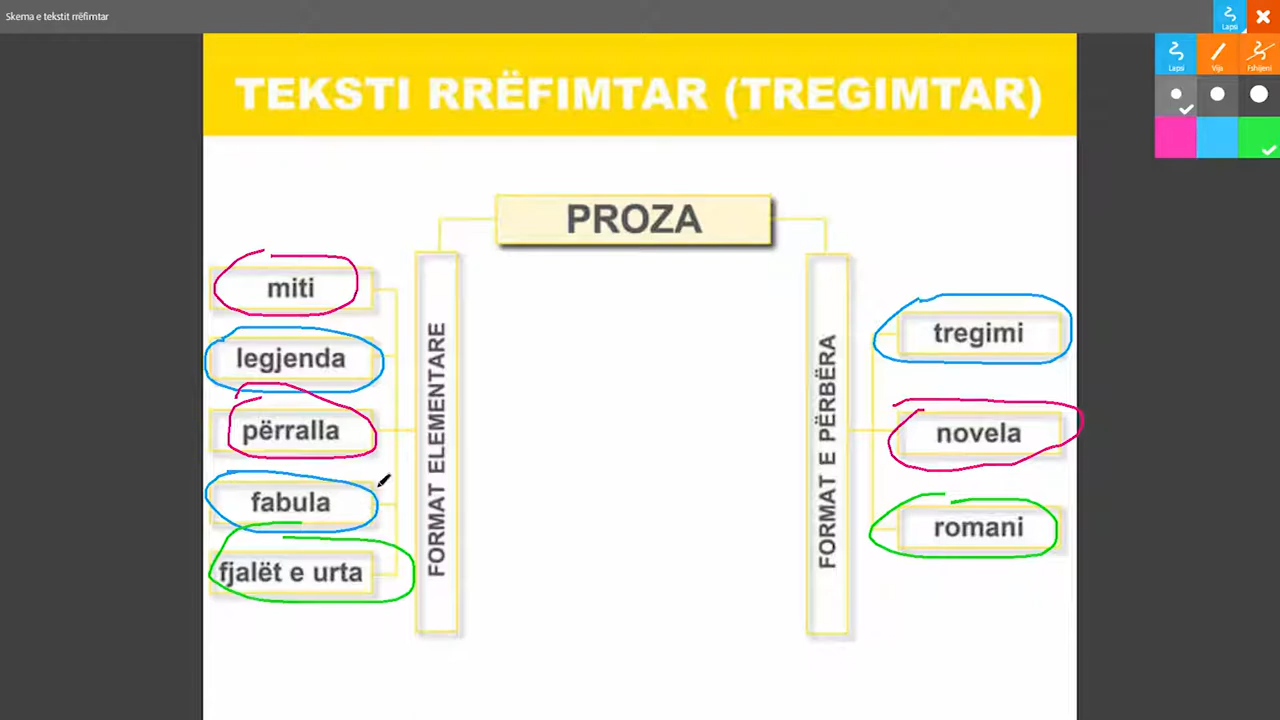 Skema e tekstit rrëfimtar
Lapsi
Lapsi
Vija
Fshijeni
TEKSTI RRËFIMTAR (TREGIMTAR)
PROZA
FORMAT ELEMENTARE
miti
legjenda
përralla
fabula
fjalët e urta
FORMAT E PËRBËRA
tregimi
novela
romani